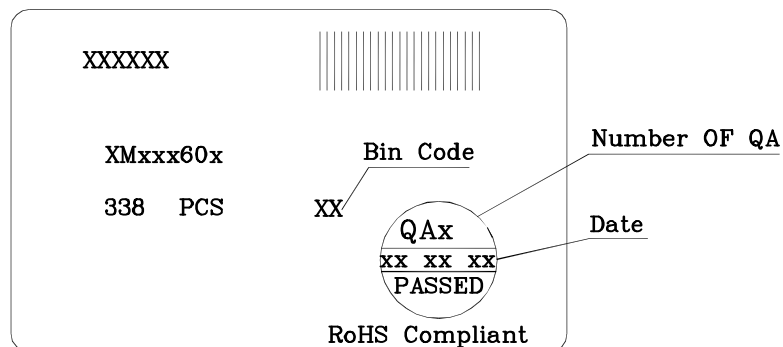 XXXXXX
XMxxx60x
Bin Code
Number OF QA
338 PCS
XX
QAx
Date
xx xx xx
PASSED
RoHS Compliant